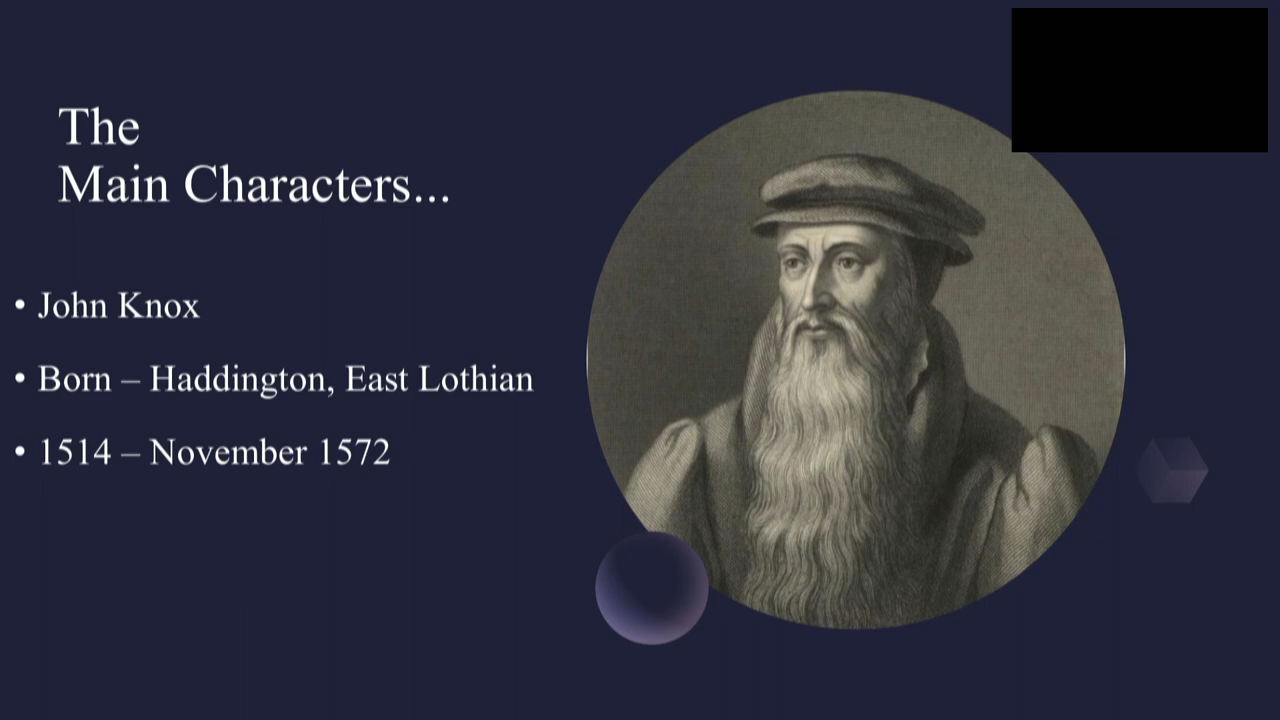 The
Main Characters...
• John Knox
• Born – Haddington, East Lothian
• 1514 – November 1572